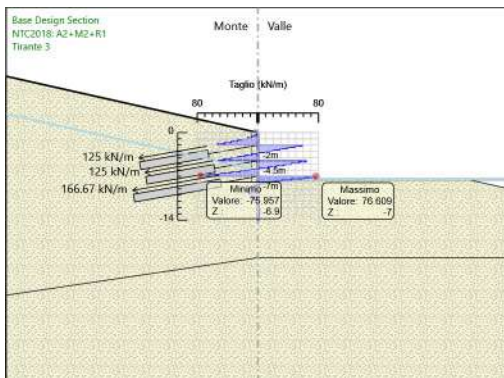 Base Design Section
NTC2018: A2+M2+R1
Tirante 3
Monte
Valle
Taglio (kN/m)
80
80
0
125 kN/m
-2m
125 kN/m
-4.5m
166.67 kN/m
-7m
Minimo
Valore: -75.957
Z : -6.9
Massimo
Valore: 76.609
Z : -7
-14